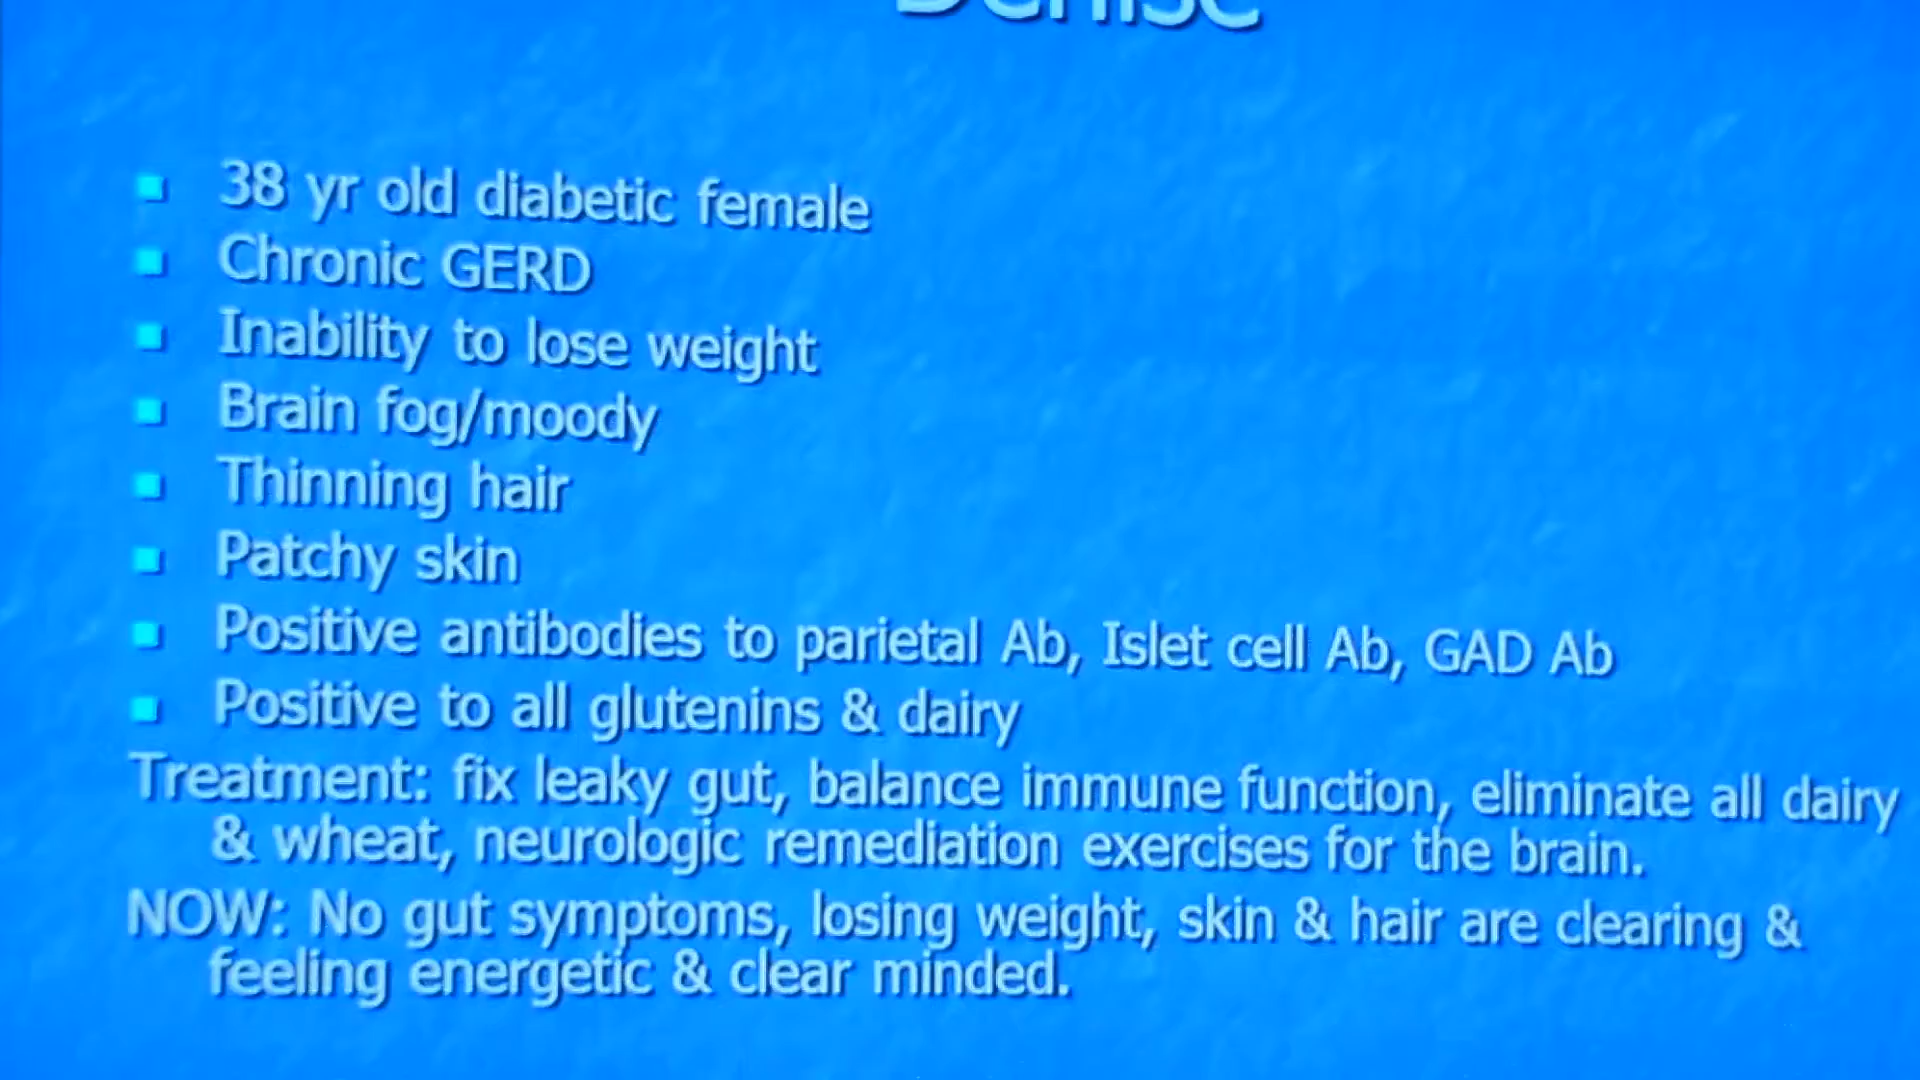 Denise
38 yr old diabetic female
Chronic GERD
Inability to lose weight
Brain fog/moody
Thinning hair
Patchy skin
Positive antibodies to parietal Ab, Islet cell Ab, GAD Ab
Positive to all glutenins & dairy
Treatment: fix leaky gut, balance immune function, eliminate all dairy
& wheat, neurologic remediation exercises for the brain.
NOW: No gut symptoms, losing weight, skin & hair are clearing &
feeling energetic & clear minded.